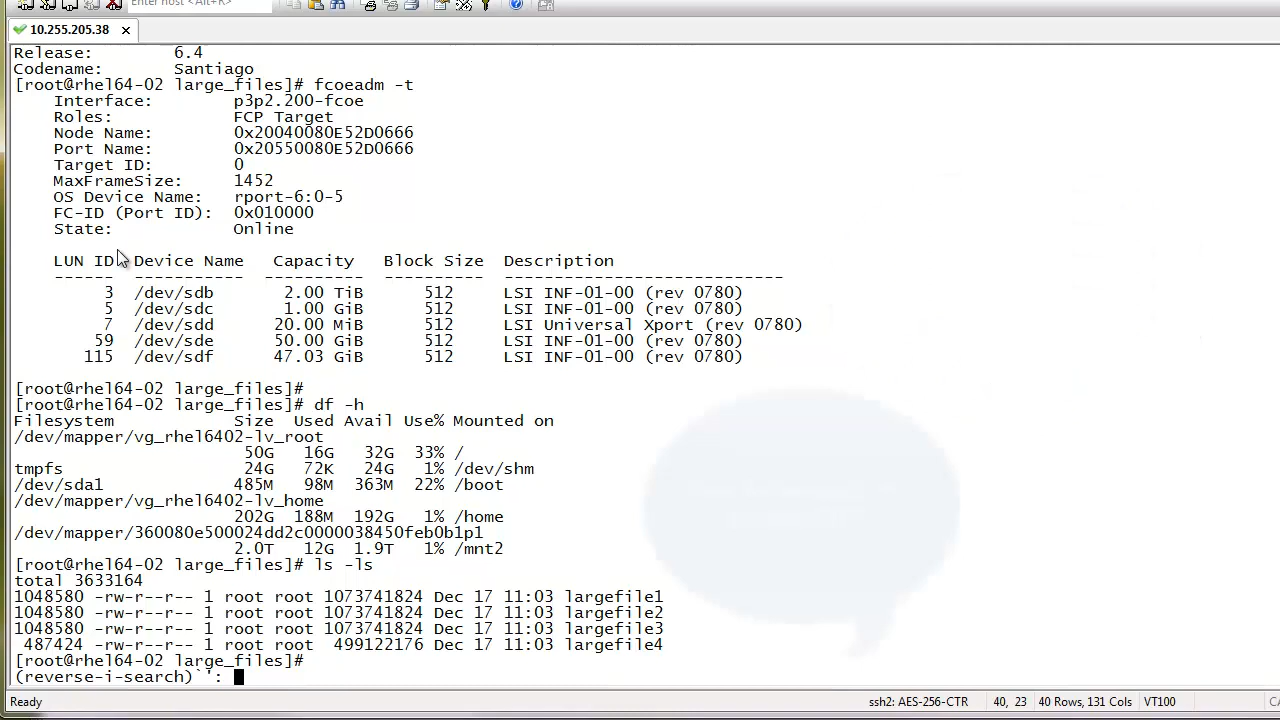 Enter host <Alt+R>
10.255.205.38
Release:        6.4
Codename:       Santiago
[root@rhel64-02 large_files]# fcoeadm -t
    Interface:        p3p2.200-fcoe
    Roles:            FCP Target
    Node Name:        0x20040080E52D0666
    Port Name:        0x20550080E52D0666
    Target ID:        0
    MaxFrameSize:     1452
    OS Device Name:   rport-6:0-5
    FC-ID (Port ID):  0x010000
    State:            Online
LUN ID  Device Name   Capacity   Block Size  Description
------  -----------  ----------  ----------  ----------------------------
     3  /dev/sdb       2.00 TiB      512     LSI INF-01-00 (rev 0780)
     5  /dev/sdc       1.00 GiB      512     LSI INF-01-00 (rev 0780)
     7  /dev/sdd      20.00 MiB      512     LSI Universal Xport (rev 0780)
    59  /dev/sde      50.00 GiB      512     LSI INF-01-00 (rev 0780)
   115  /dev/sdf      47.03 GiB      512     LSI INF-01-00 (rev 0780)
[root@rhel64-02 large_files]#
[root@rhel64-02 large_files]# df -h
Filesystem            Size  Used Avail Use% Mounted on
/dev/mapper/vg_rhel6402-lv_root
                       50G   16G   32G  33% /
tmpfs                  24G   72K   24G   1% /dev/shm
/dev/sda1             485M   98M  363M  22% /boot
/dev/mapper/vg_rhel6402-lv_home
                      202G  188M  192G   1% /home
/dev/mapper/360080e500024dd2c0000038450feb0b1p1
                      2.0T   12G  1.9T   1% /mnt2
[root@rhel64-02 large_files]# ls -ls
total 3633164
1048580 -rw-r--r-- 1 root root 1073741824 Dec 17 11:03 largefile1
1048580 -rw-r--r-- 1 root root 1073741824 Dec 17 11:03 largefile2
1048580 -rw-r--r-- 1 root root 1073741824 Dec 17 11:03 largefile3
 487424 -rw-r--r-- 1 root root  499122176 Dec 17 11:03 largefile4
[root@rhel64-02 large_files]#
(reverse-i-search)`':
Ready ssh2: AES-256-CTR 40, 23 40 Rows, 131 Cols VT100